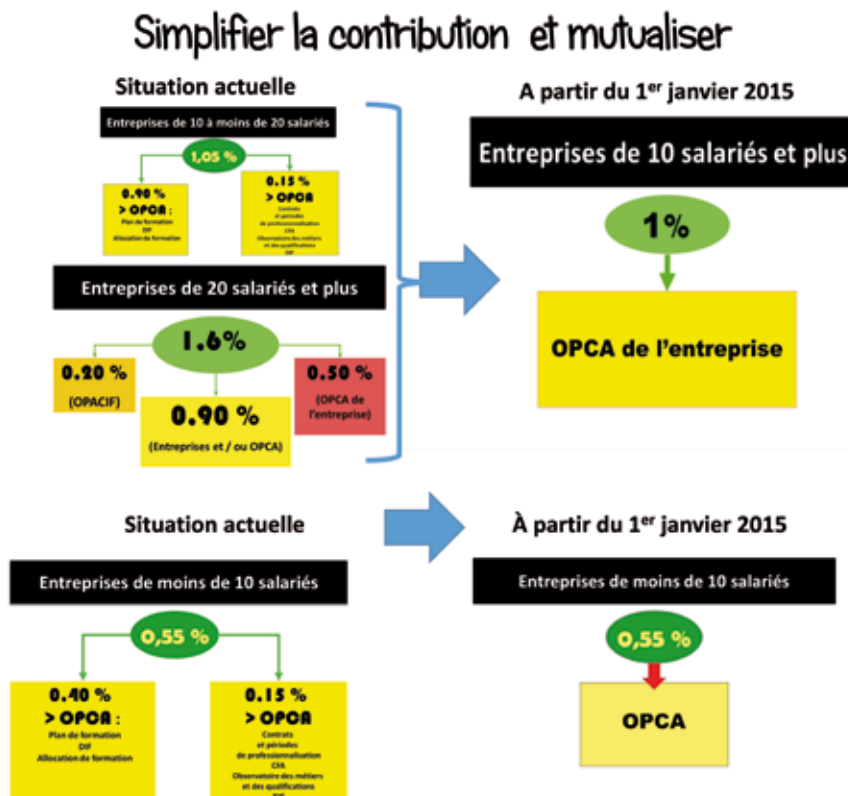 Simplifier la contribution et mutualiser
Situation actuelle
Entreprises de 10 à moins de 20 salariés
1,05 %
0.90 %
> OPCA :
Plan de formation
DIF
Allocation de formation
0.15 %
> OPCA
Contrats
et périodes
de professionnalisation
CFA
Observatoire des métiers
et des qualifications
DIF
Entreprises de 20 salariés et plus
1.6%
0.20 %
(OPACIF)
0.90 %
(Entreprises et / ou OPCA)
0.50 %
(OPCA de
l'entreprise)
A partir du 1er janvier 2015
Entreprises de 10 salariés et plus
1%
OPCA de l'entreprise
Situation actuelle
Entreprises de moins de 10 salariés
0,55 %
0.40 %
> OPCA :
Plan de formation
DIF
Allocation de formation
0.15 %
> OPCA
Contrats
et périodes
de professionnalisation
CFA
Observatoire des métiers
et des qualifications
À partir du 1er janvier 2015
Entreprises de moins de 10 salariés
0,55 %
OPCA